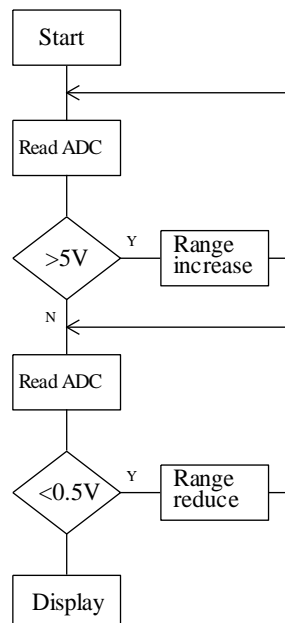 Start
Read ADC
>5V
Y
Range
increase
N
Read ADC
<0.5V
Y
Range
reduce
Display